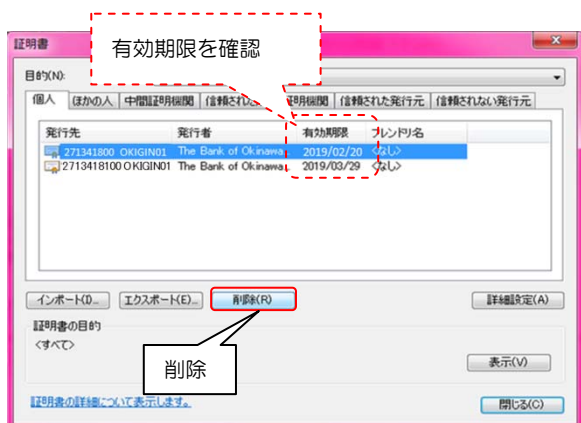 証明書
有効期限を確認
目的(N):
個人 ほかの人 中間証明機関 信頼され 証明機関 信頼された発行元 信頼されない発行元
発行先 発行者 有効期限 フレンドリ名
271341800 OKIGIN01 The Bank of Okinawa 2019/02/20 <なし>
2713418100 OKIGIN01 The Bank of Okinawa 2019/03/29 <なし>
インポート(I)... エクスポート(E)... 削除(R) 詳細設定(A)
証明書の目的
<すべて>
削除
表示(V)
証明書の詳細について表示します。
閉じる(C)